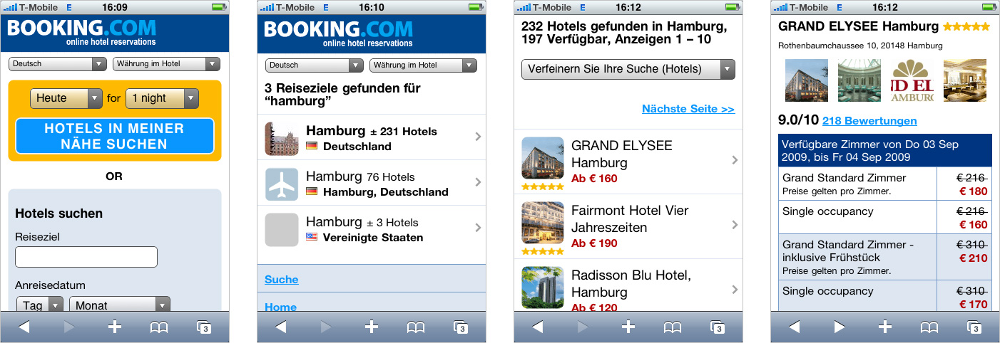 T-Mobile E 16:09
BOOKING.COM
online hotel reservations
Deutsch Währung im Hotel
Heute for 1 night
HOTELS IN MEINER
NÄHE SUCHEN
OR
Hotels suchen
Reiseziel
Anreisedatum
Tag Monat
3
T-Mobile E 16:10
BOOKING.COM
online hotel reservations
Deutsch Währung im Hotel
3 Reiseziele gefunden für
“hamburg”
Hamburg ± 231 Hotels
Deutschland
Hamburg 76 Hotels
Hamburg, Deutschland
Hamburg ± 3 Hotels
Vereinigte Staaten
Suche
Home
3
T-Mobile E 16:12
232 Hotels gefunden in Hamburg,
197 Verfügbar, Anzeigen 1 – 10
Verfeinern Sie Ihre Suche (Hotels)
Nächste Seite >>
GRAND ELYSEE
Hamburg
Ab € 160
Fairmont Hotel Vier
Jahreszeiten
Ab € 190
Radisson Blu Hotel,
Hamburg
Ab € 120
3
T-Mobile E 16:12
GRAND ELYSEE Hamburg
Rothenbaumchaussee 10, 20148 Hamburg
ND EL
AMBURG
9.0/10 218 Bewertungen
Verfügbare Zimmer von Do 03 Sep
2009, bis Fr 04 Sep 2009
Grand Standard Zimmer € 216
Preise gelten pro Zimmer. € 180
Single occupancy € 216
€ 160
Grand Standard Zimmer - € 310
inklusive Frühstück € 210
Preise gelten pro Zimmer.
Single occupancy € 310
€ 170
3